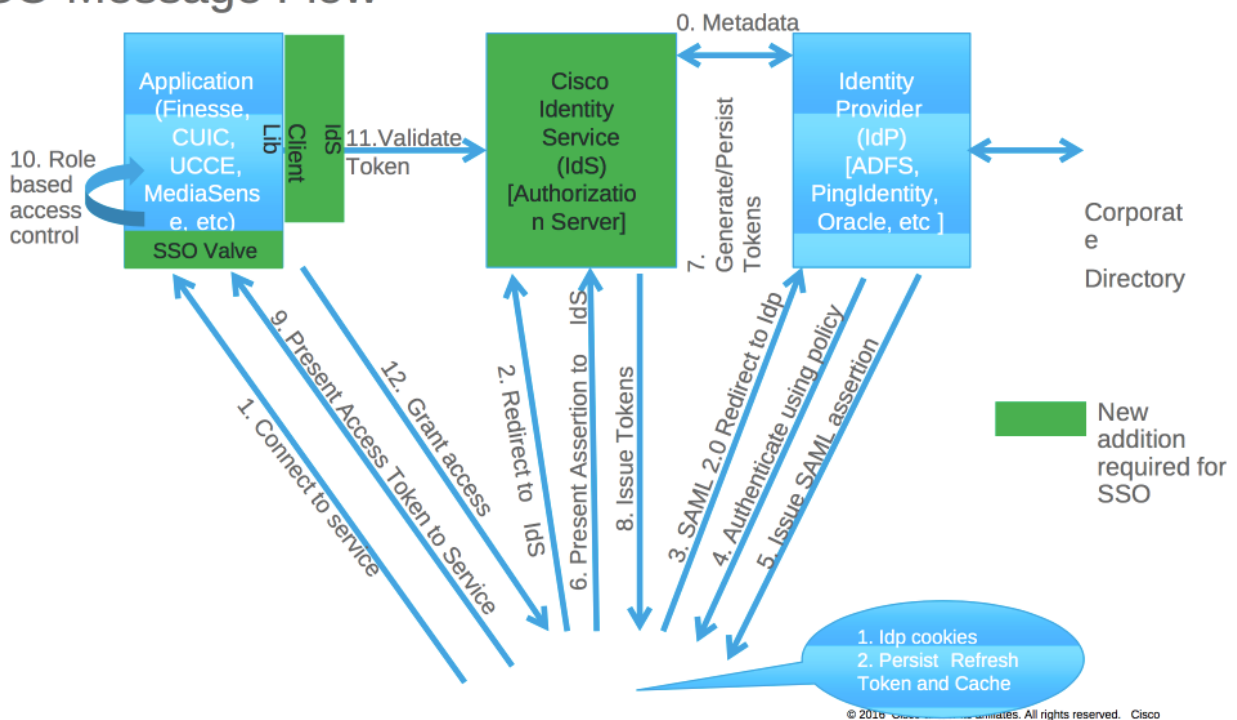 Message Flow
0. Metadata
Application
(Finesse,
CUIC,
UCCE,
MediaSens
e, etc)
SSO Valve
IdS
Client
Lib
10. Role
based
access
control
11.Validate
Token
Cisco
Identity
Service
(IdS)
[Authorizatio
n Server]
7.
Generate/Persist
Tokens
Identity
Provider
(IdP)
[ADFS,
PingIdentity,
Oracle, etc ]
Corporat
e
Directory
1. Connect to service
9. Present Access Token to Service
12. Grant access
2. Redirect to IdS
6. Present Assertion to IdS
8. Issue Tokens
3. SAML 2.0 Redirect to Idp
4. Authenticate using policy
5. Issue SAML assertion
New
addition
required for
SSO
1. Idp cookies
2. Persist Refresh
Token and Cache
© 2016 Cisco affiliates. All rights reserved. Cisco